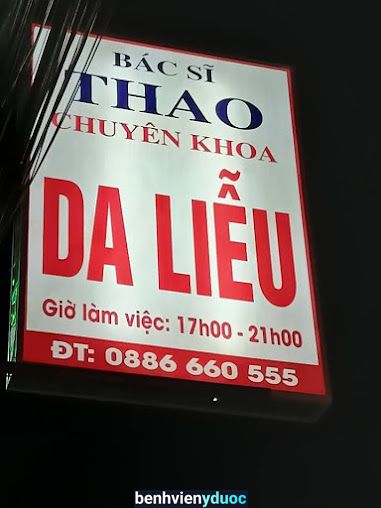 BÁC SĨ
THAO
CHUYÊN KHOA
DA LIỄU
Giờ làm việc: 17h00 - 21h00
ĐT: 0886 660 555
benhvienyduoc